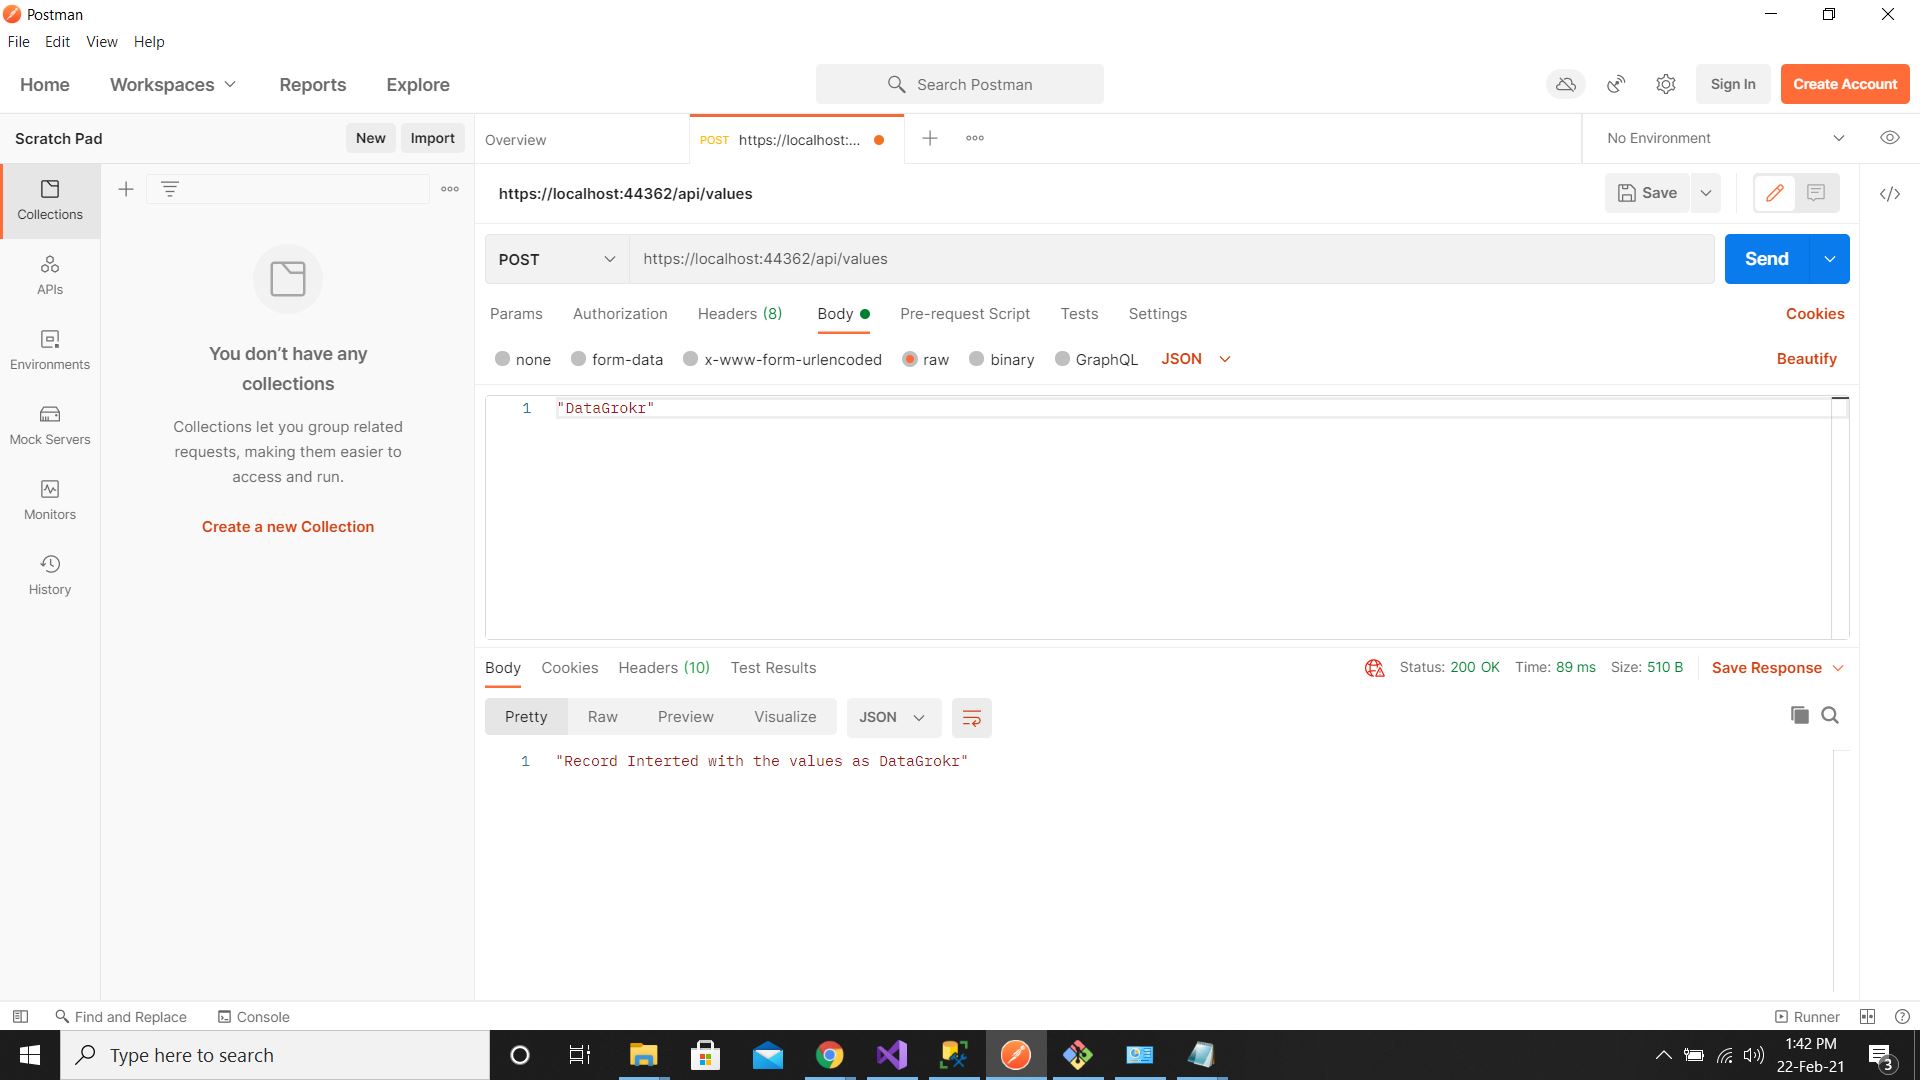 Postman
File Edit View Help
Home Workspaces Reports Explore
Search Postman
Sign In Create Account
Scratch Pad New Import
Overview POST https://localhost:... No Environment
Collections
APIs
Environments
Mock Servers
Monitors
History
You don't have any
collections
Collections let you group related
requests, making them easier to
access and run.
Create a new Collection
https://localhost:44362/api/values Save
POST https://localhost:44362/api/values Send
Params Authorization Headers (8) Body Pre-request Script Tests Settings Cookies
none form-data x-www-form-urlencoded raw binary GraphQL JSON Beautify
1 "DataGrokr"
Body Cookies Headers (10) Test Results Status: 200 OK Time: 89 ms Size: 510 B Save Response
Pretty Raw Preview Visualize JSON
1 "Record Interted with the values as DataGrokr"
Find and Replace Console Runner
Type here to search
1:42 PM
22-Feb-21
3